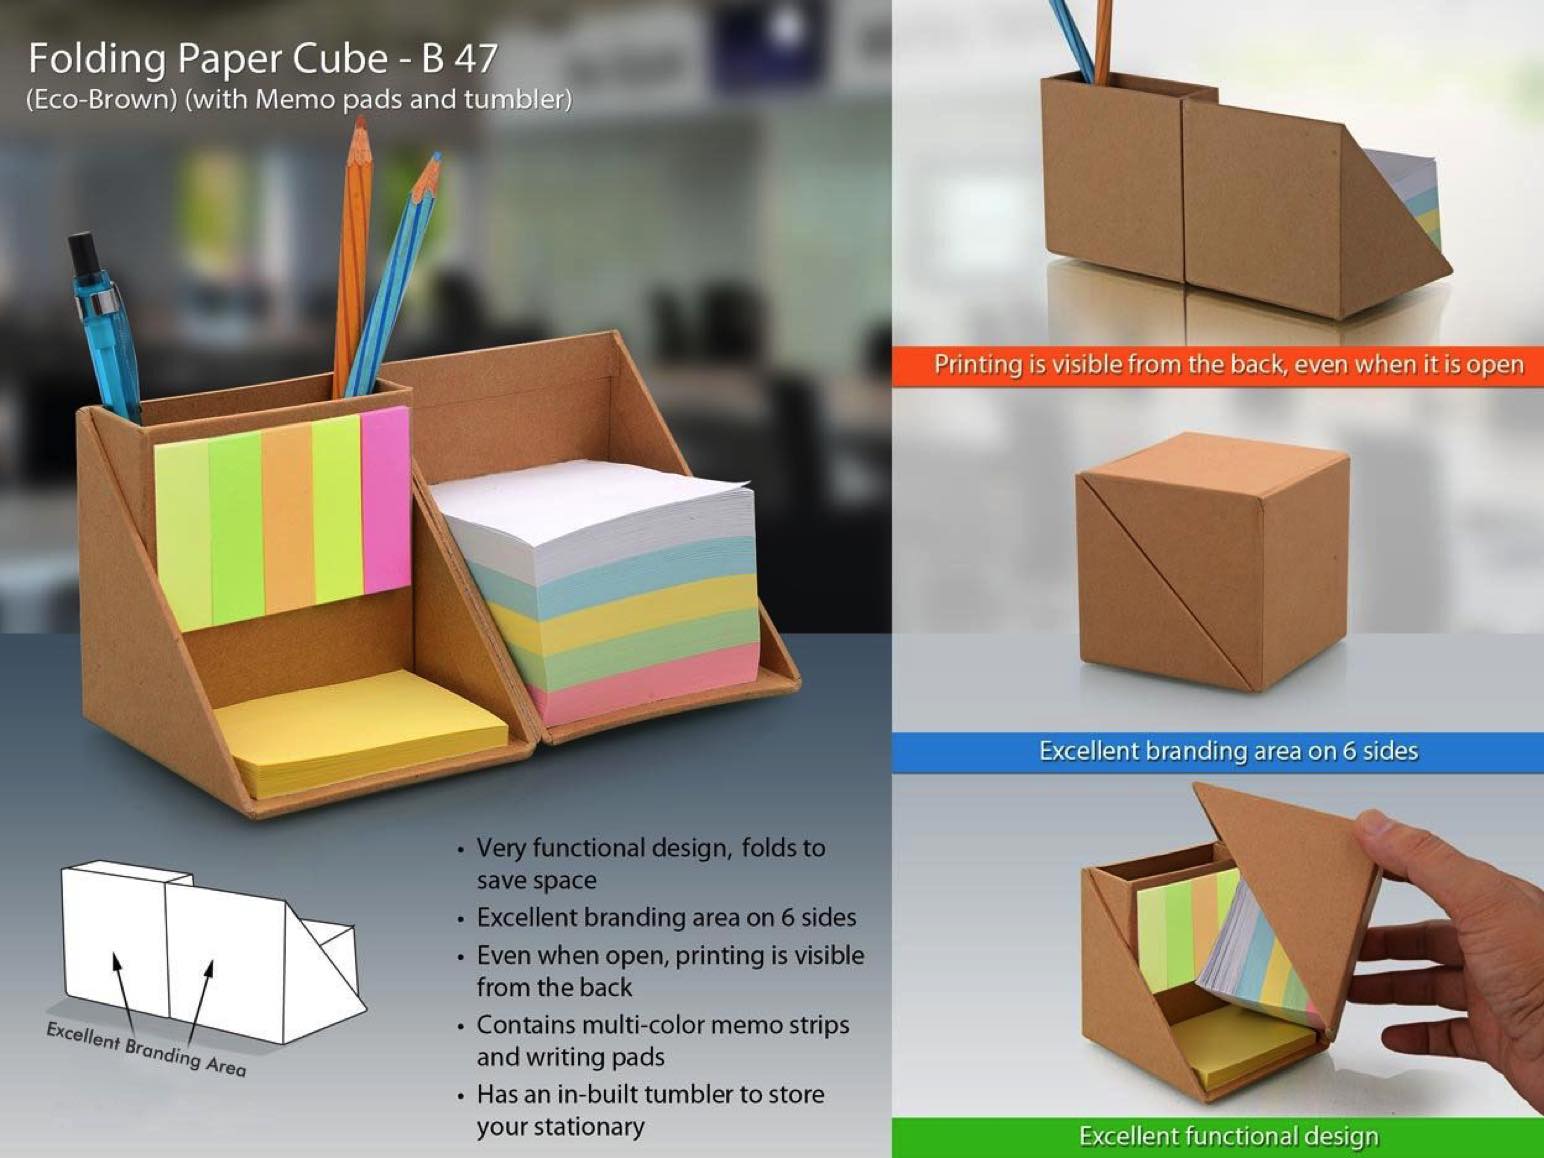 Folding Paper Cube - B 47
(Eco-Brown) (with Memo pads and tumbler)
Printing is visible from the back, even when it is open
Excellent branding area on 6 sides
• Very functional design, folds to
save space
• Excellent branding area on 6 sides
• Even when open, printing is visible
from the back
• Contains multi-color memo strips
and writing pads
• Has an in-built tumbler to store
your stationary
Excellent Branding Area
Excellent functional design